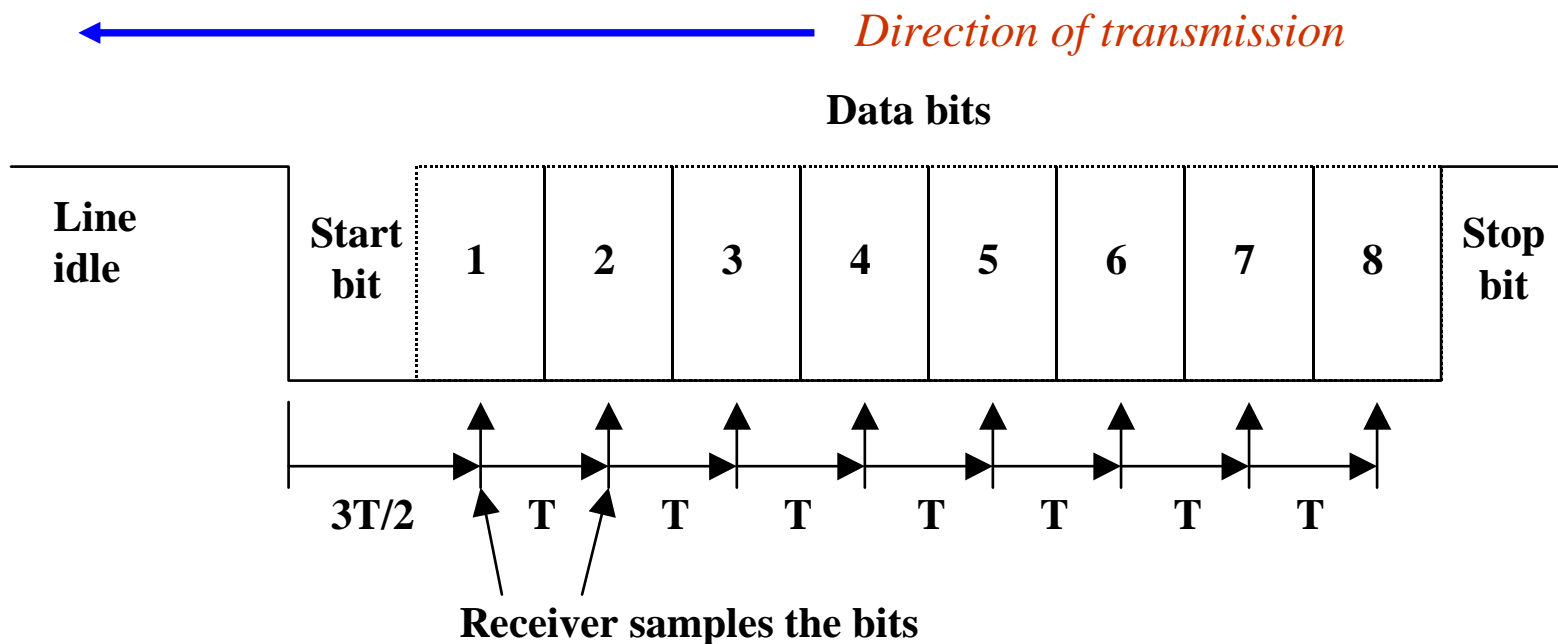 Direction of transmission
Data bits
Line
idle
Start
bit
1 2 3 4 5 6 7 8
Stop
bit
3T/2 T T T T T T T
Receiver samples the bits